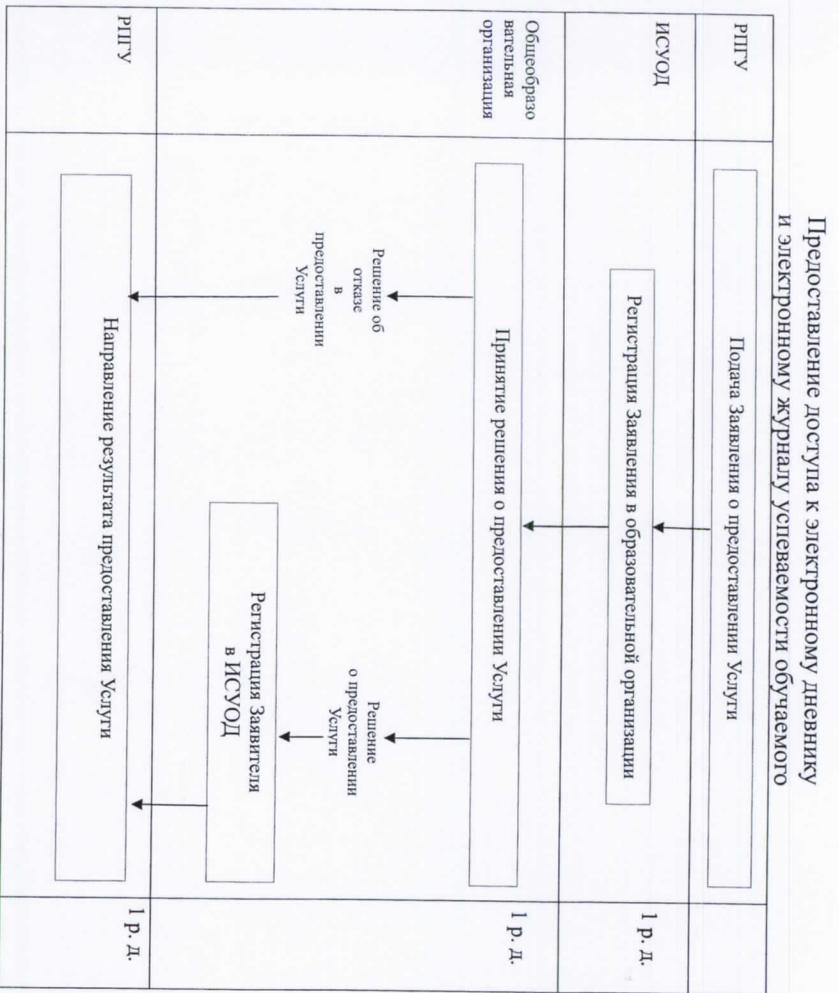 Предоставление доступа к электронному дневнику
и электронному журналу успеваемости обучаемого
РПГУ
Подача Заявления о предоставлении Услуги
ИСУОД
Регистрация Заявления в образовательной организации
1 р. д.
Общеобразо
вательная
организация
Принятие решения о предоставлении Услуги
1 р. д.
Решение об
отказе
в
предоставлении
Услуги
Решение
о предоставлении
Услуги
Регистрация Заявителя
в ИСУОД
РПГУ
Направление результата предоставления Услуги
1 р. д.